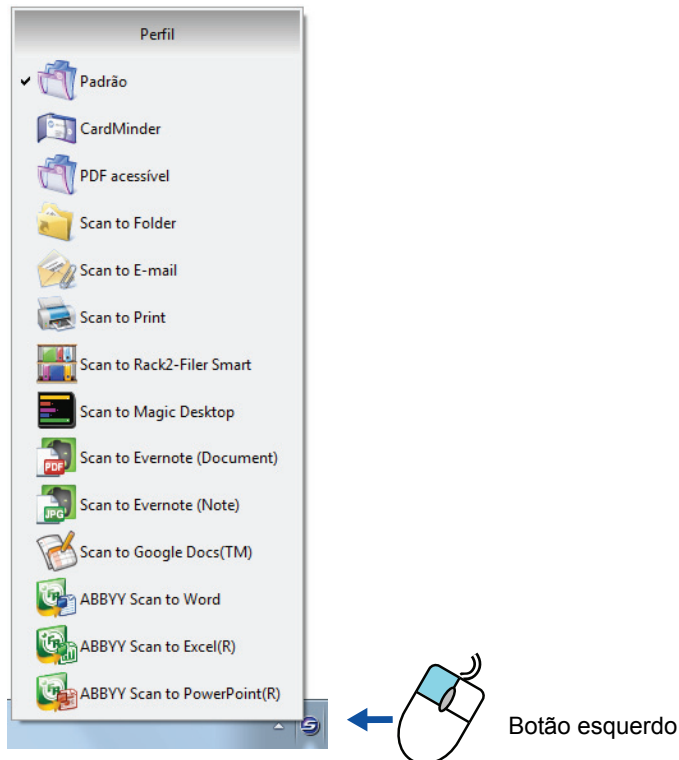 Perfil
Padrão
CardMinder
PDF acessível
Scan to Folder
Scan to E-mail
Scan to Print
Scan to Rack2-Filer Smart
Scan to Magic Desktop
PDF
Scan to Evernote (Document)
JPG
Scan to Evernote (Note)
Scan to Google Docs(TM)
ABBYY Scan to Word
ABBYY Scan to Excel(R)
ABBYY Scan to PowerPoint(R)
Botão esquerdo